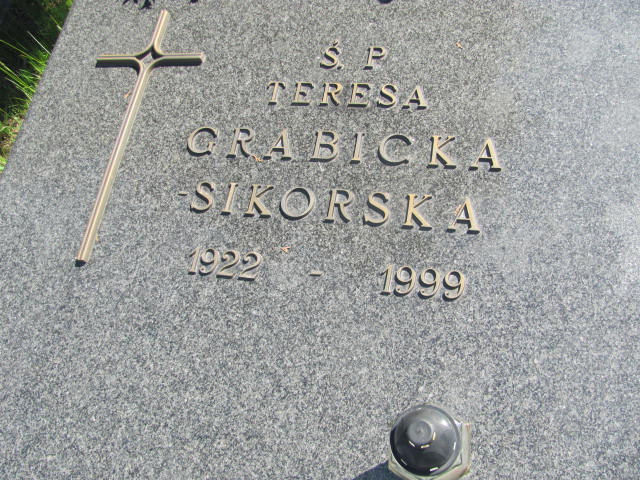 Ś. P
TERESA
GRABICKA
-SIKORSKA
1922 - 1999